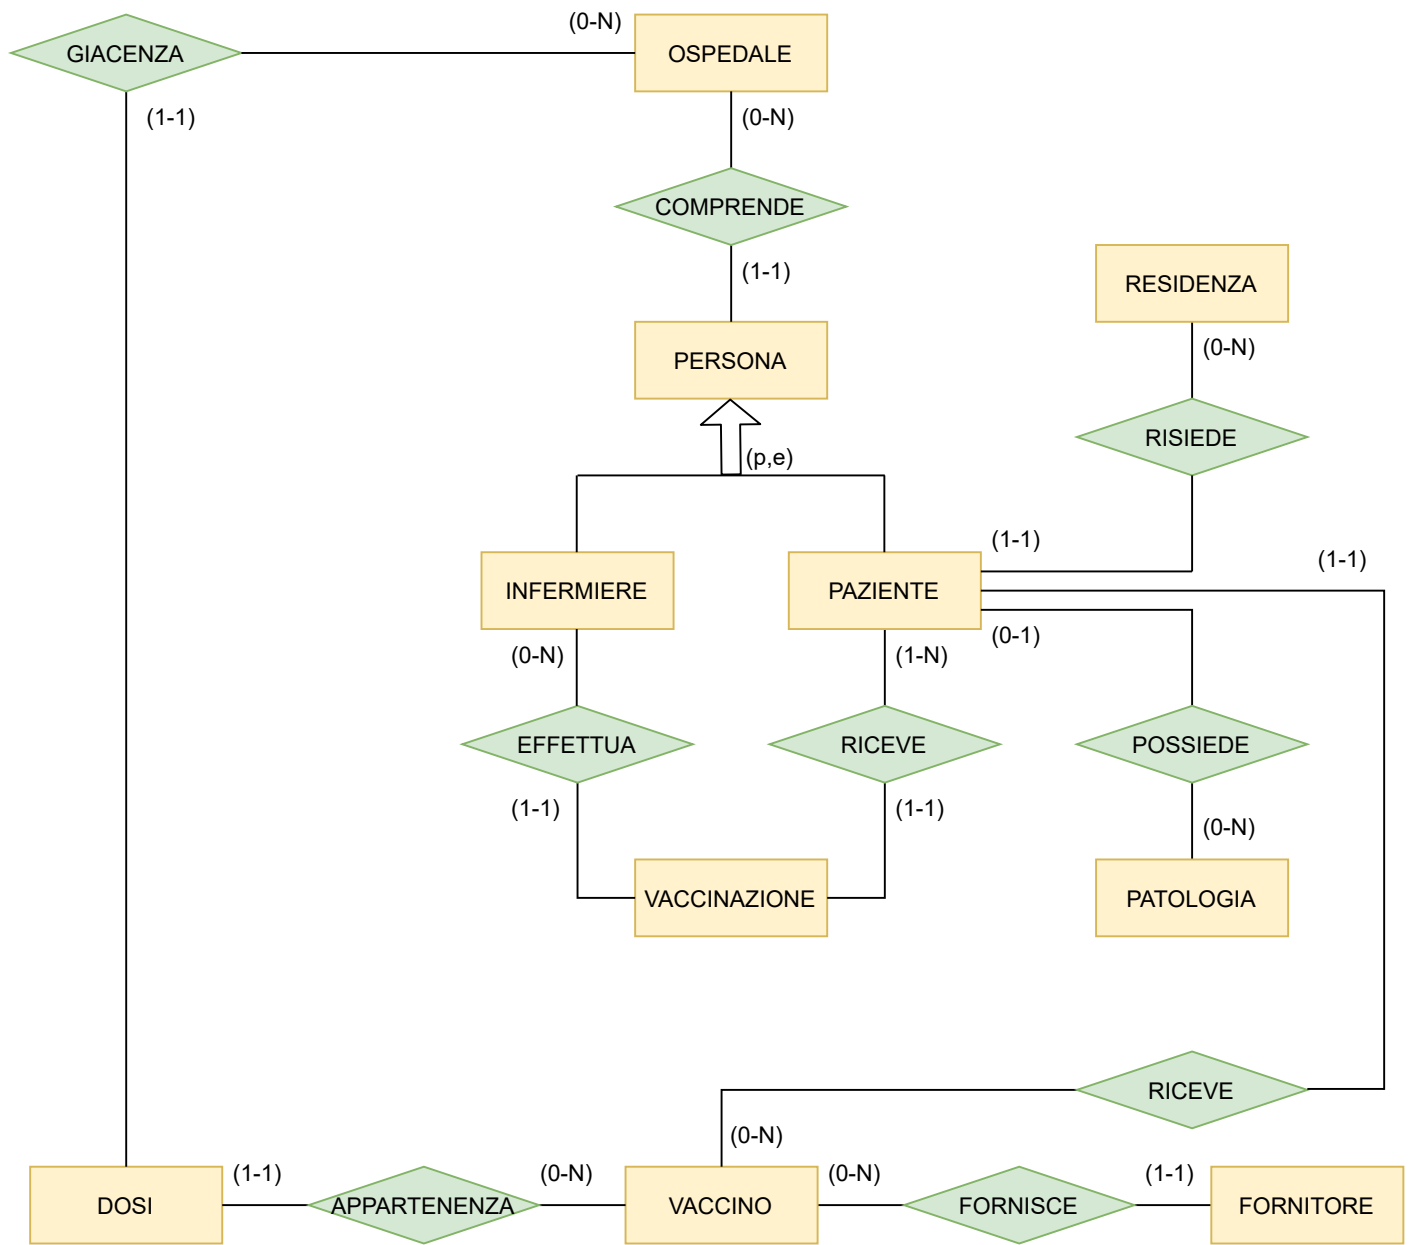 (0-N)
GIACENZA
OSPEDALE
(1-1)
(0-N)
COMPRENDE
(1-1)
RESIDENZA
PERSONA
(0-N)
RISIEDE
(p,e)
(1-1)
(1-1)
INFERMIERE
PAZIENTE
(0-N)
(1-N)
(0-1)
EFFETTUA
RICEVE
POSSIEDE
(1-1)
(1-1)
(0-N)
VACCINAZIONE
PATOLOGIA
RICEVE
(0-N)
(1-1)
(0-N)
(0-N)
(1-1)
DOSI
APPARTENENZA
VACCINO
FORNISCE
FORNITORE